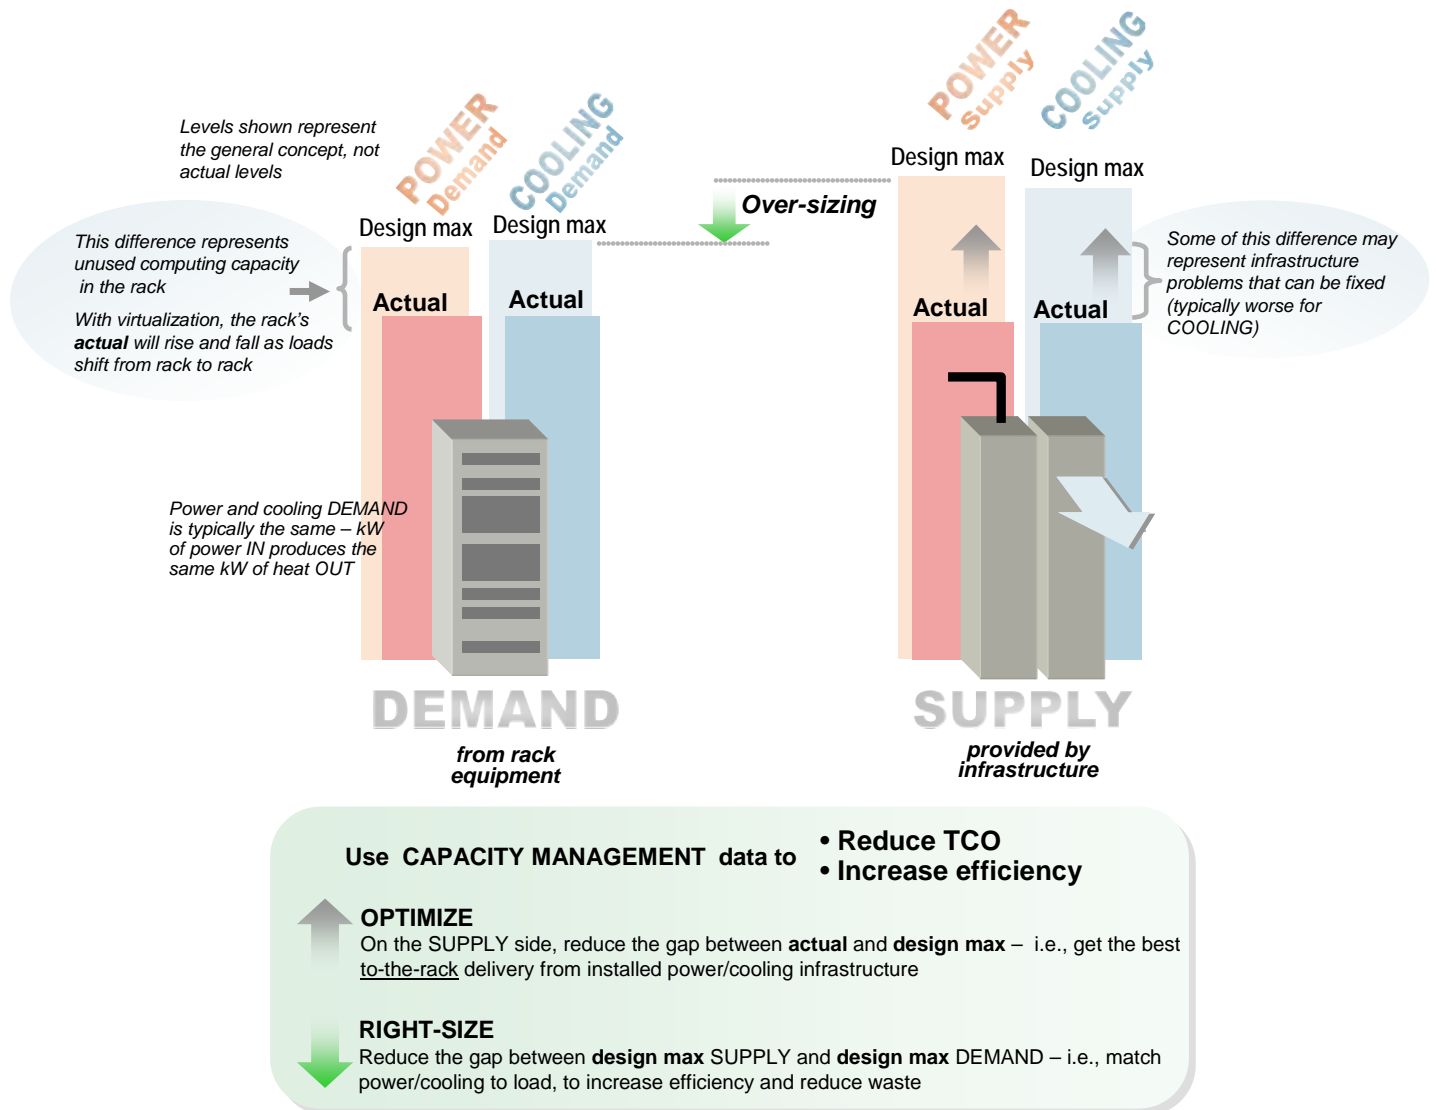 POWER
Supply
COOLING
Supply
Levels shown represent
the general concept, not
actual levels
POWER
Demand
COOLING
Demand
Design max
Design max
Design max
Design max
Over-sizing
This difference represents
unused computing capacity
in the rack
With virtualization, the rack's
actual will rise and fall as loads
shift from rack to rack
Actual
Actual
Actual
Actual
Some of this difference may
represent infrastructure
problems that can be fixed
(typically worse for
COOLING)
Power and cooling DEMAND
is typically the same – kW
of power IN produces the
same kW of heat OUT
DEMAND
from rack
equipment
SUPPLY
provided by
infrastructure
Use CAPACITY MANAGEMENT data to
• Reduce TCO
• Increase efficiency
OPTIMIZE
On the SUPPLY side, reduce the gap between actual and design max – i.e., get the best
to-the-rack delivery from installed power/cooling infrastructure
RIGHT-SIZE
Reduce the gap between design max SUPPLY and design max DEMAND – i.e., match
power/cooling to load, to increase efficiency and reduce waste